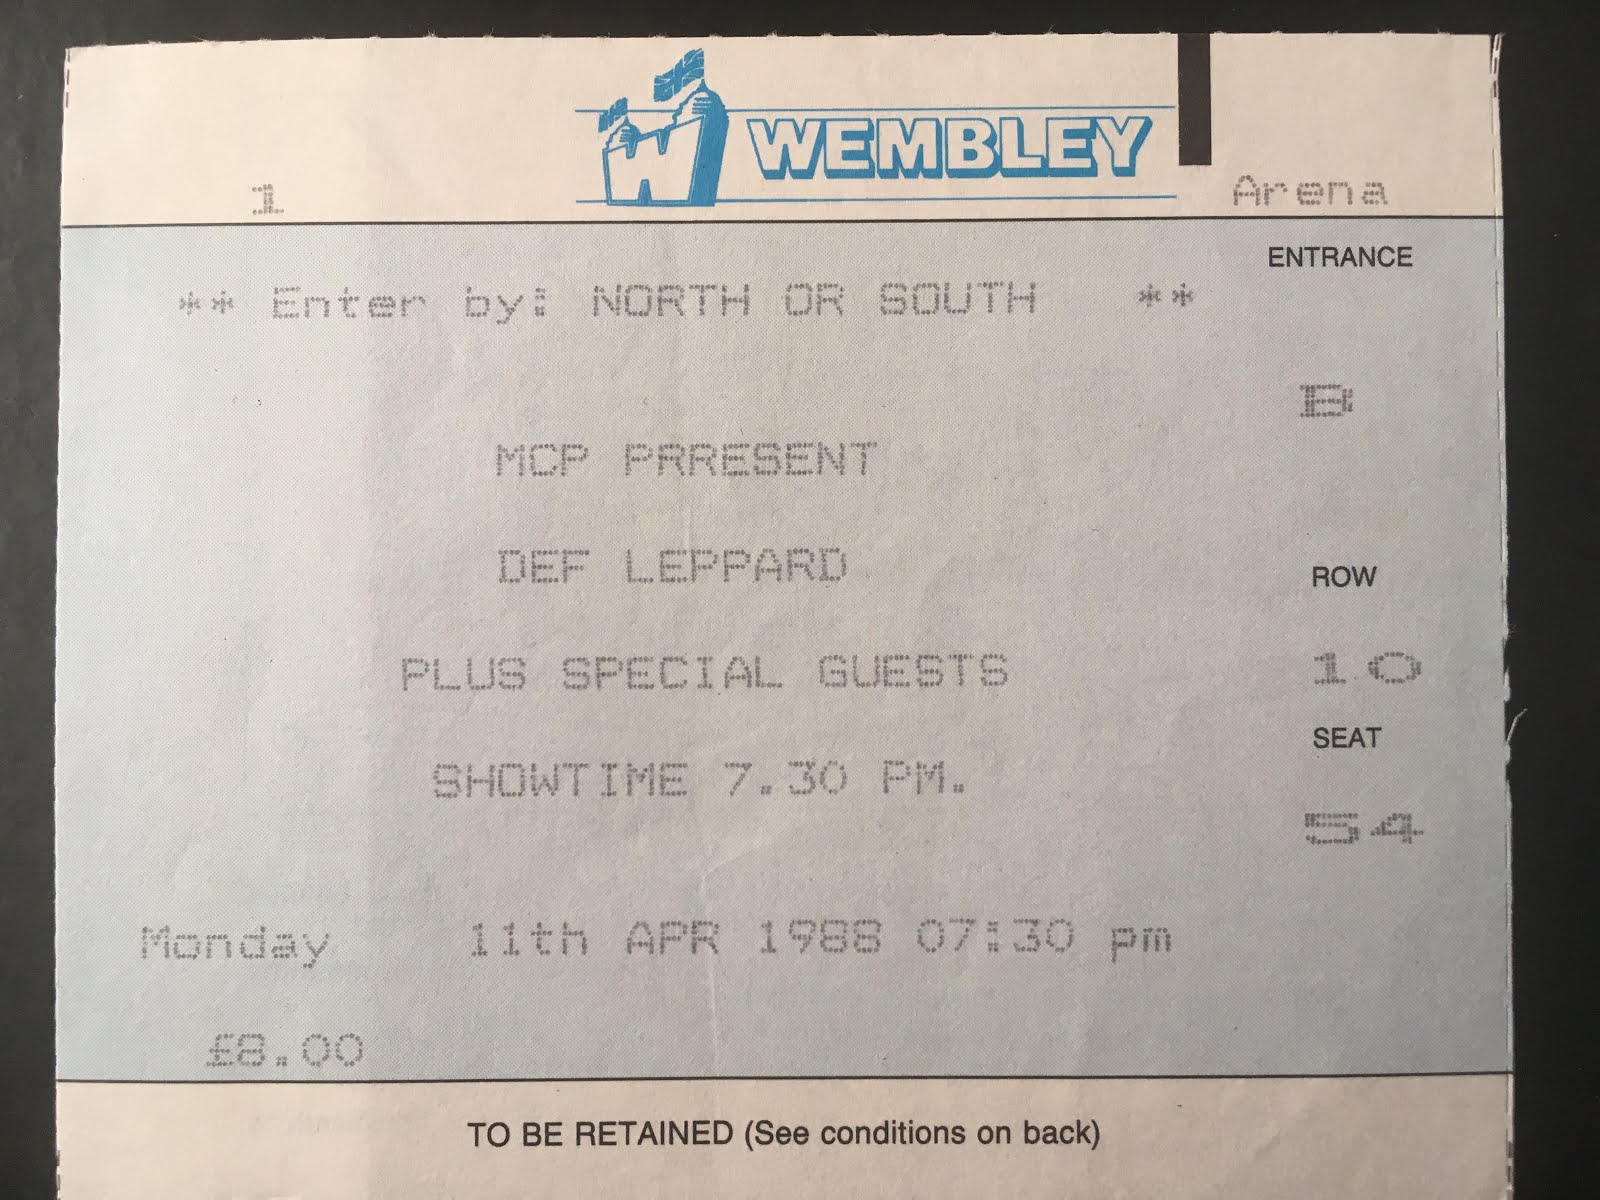 W WEMBLEY
1 Arena
ENTRANCE
** Enter by: NORTH OR SOUTH **
B
MCP PRRESENT
DEF LEPPARD
ROW
PLUS SPECIAL GUESTS
10
SEAT
SHOWTIME 7.30 PM.
54
Monday 11th APR 1988 07:30 pm
£8.00
TO BE RETAINED (See conditions on back)